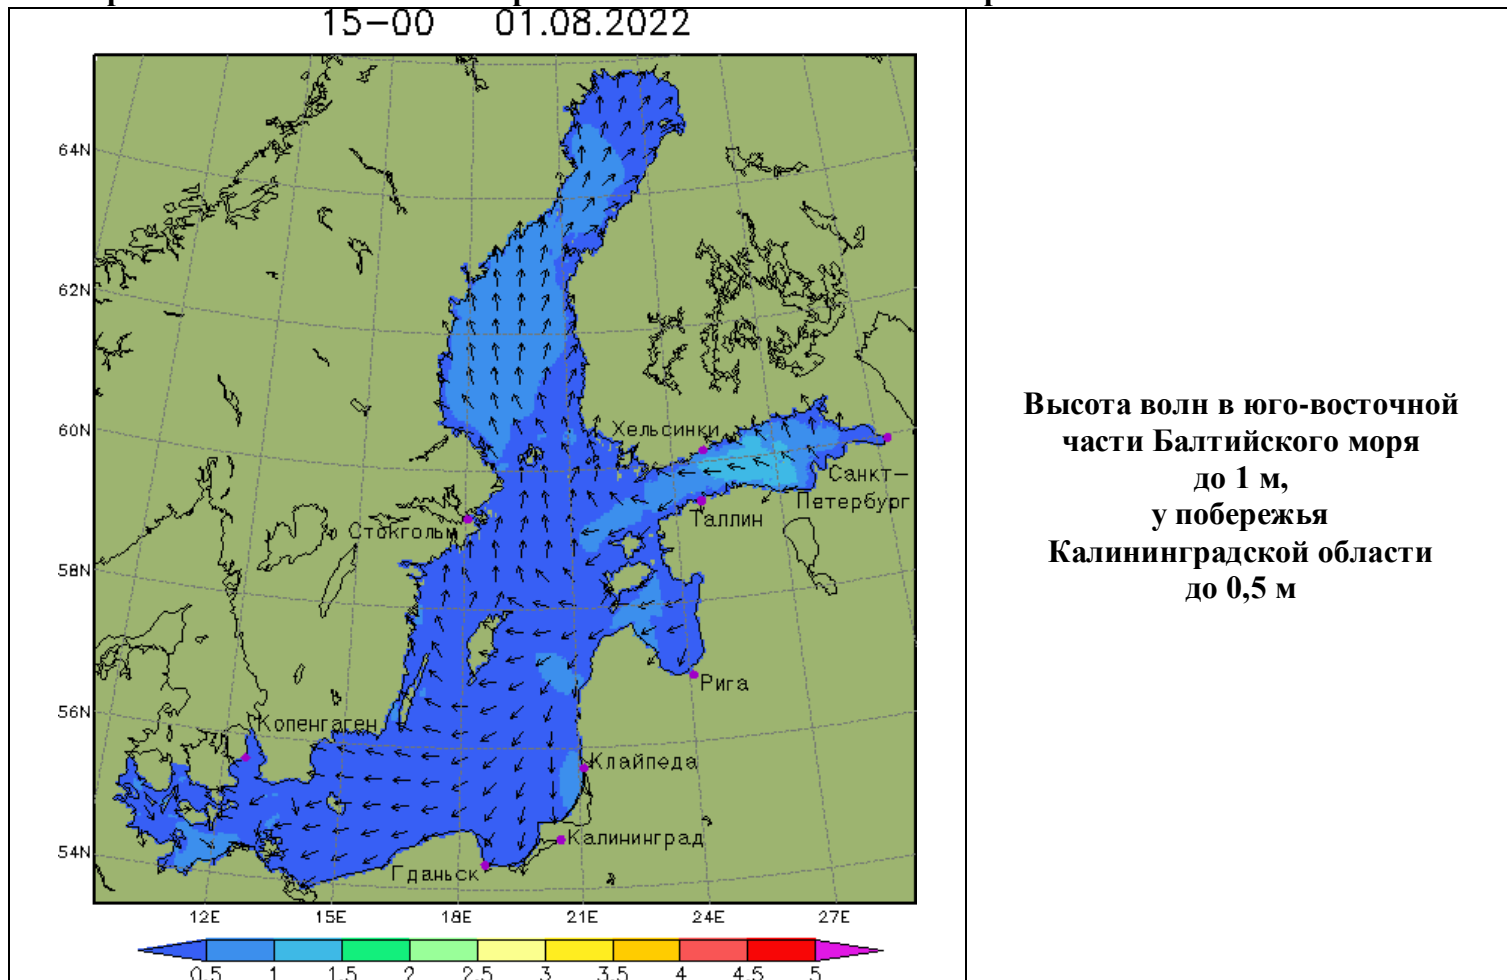 15-00 01.08.2022
64N
62N
60N
58N
56N
54N
Хельсинки
Санкт-
Петербург
Таллин
Стокгольм
Рига
Копенгаген
Клайпеда
Калининград
Гданьск
12E 15E 18E 21E 24E 27E
0.5 1 1.5 2 2.5 3 3.5 4 4.5 5
Высота волн в юго-восточной
части Балтийского моря
до 1 м,
у побережья
Калининградской области
до 0,5 м